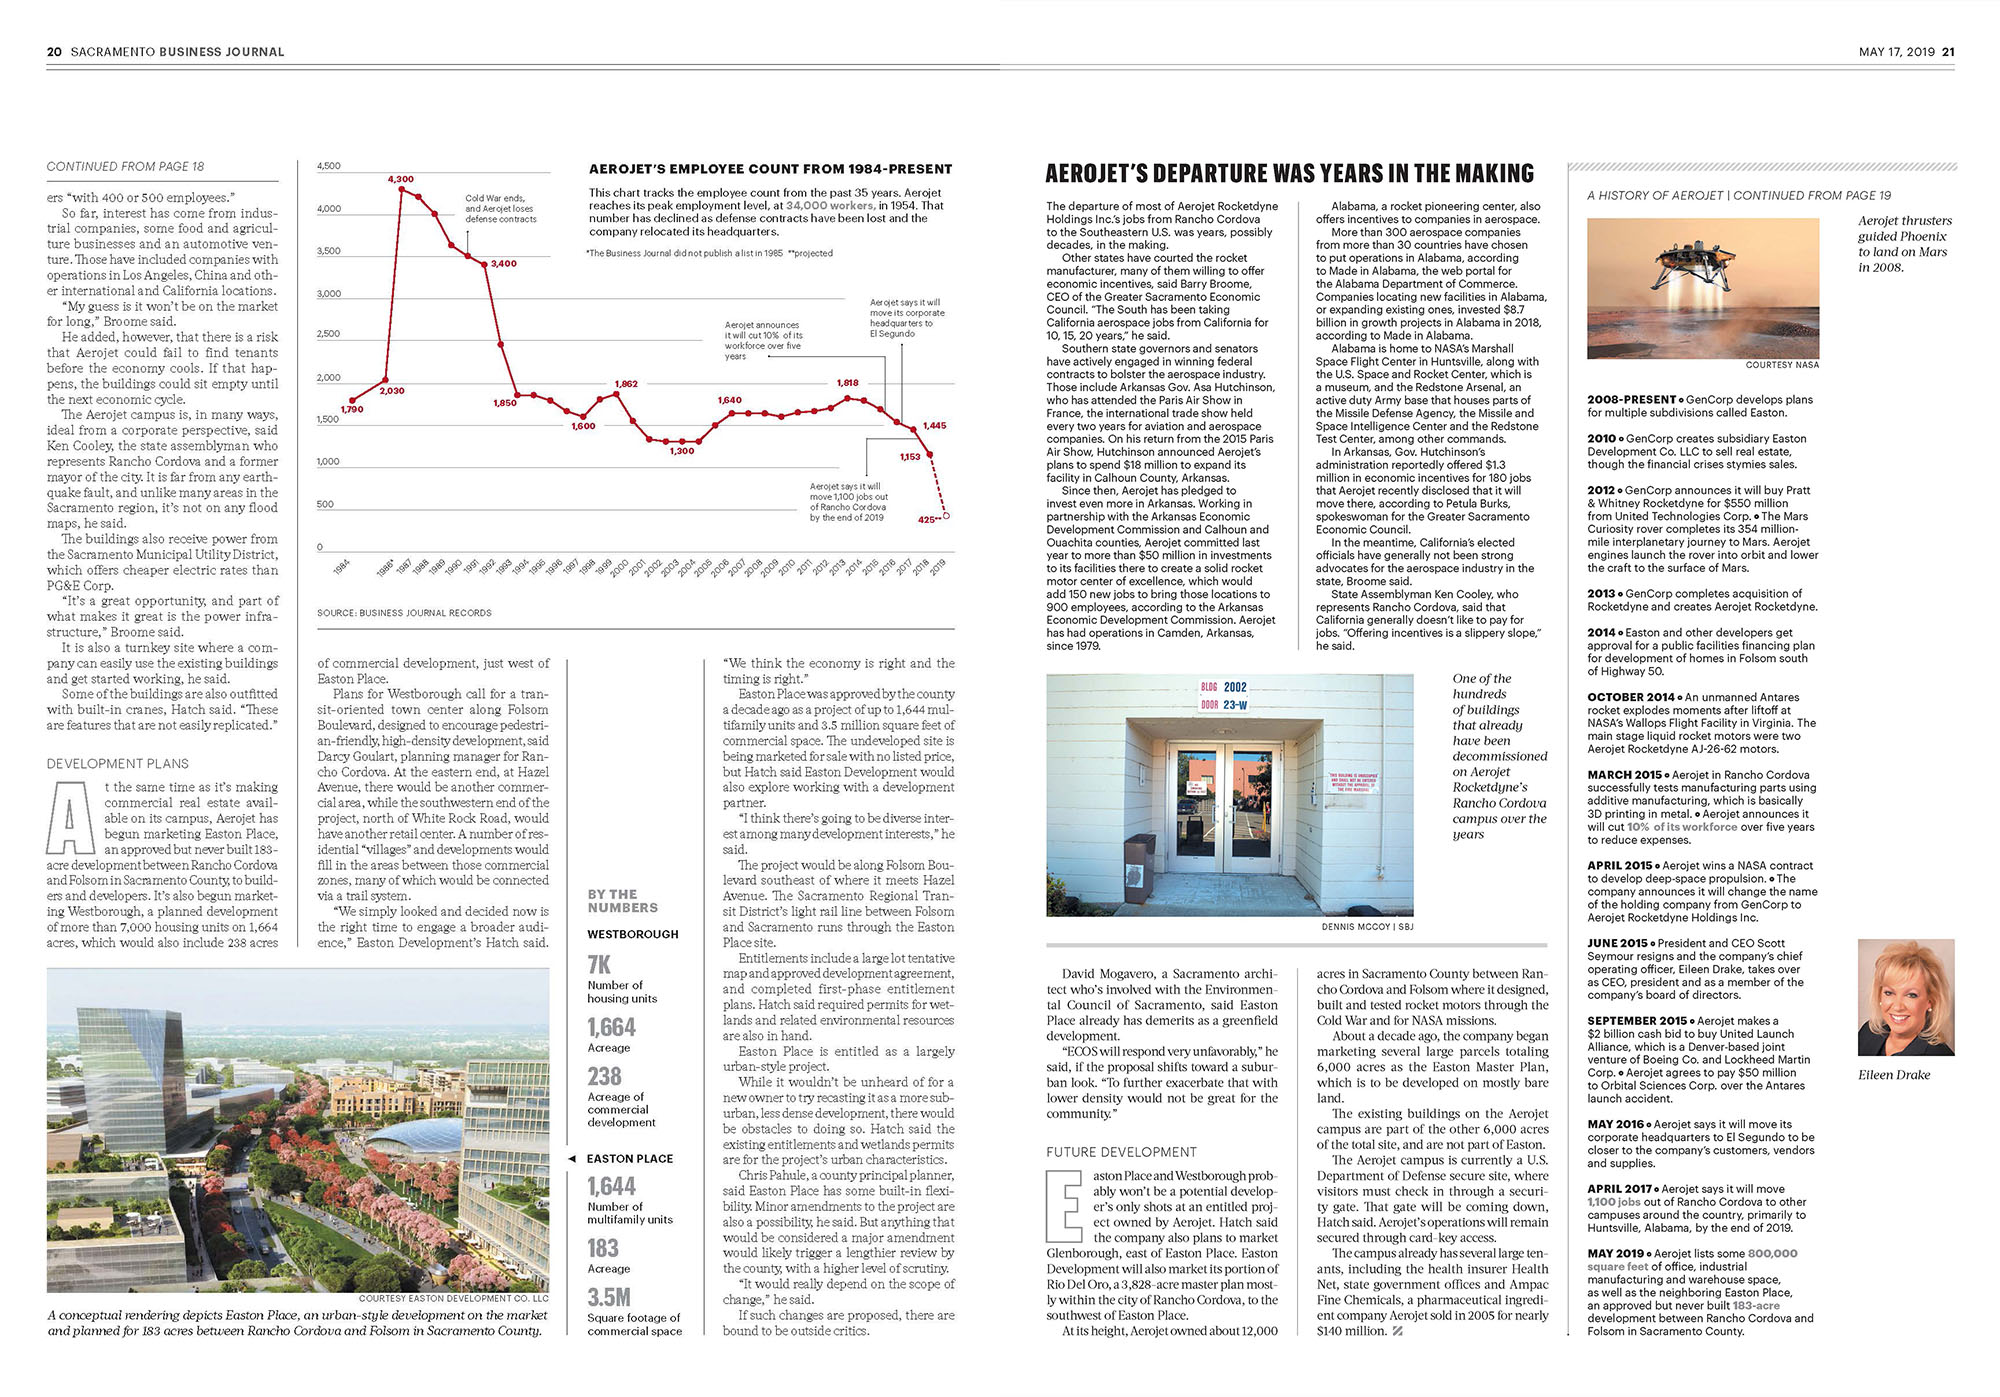 20 SACRAMENTO BUSINESS JOURNAL
MAY 17, 2019 21
CONTINUED FROM PAGE 18
ers “with 400 or 500 employees.”
So far, interest has come from indus-
trial companies, some food and agricul-
ture businesses and an automotive ven-
ture. Those have included companies with
operations in Los Angeles, China and oth-
er international and California locations.
“My guess is it won’t be on the market
for long,” Broome said.
He added, however, that there is a risk
that Aerojet could fail to find tenants
before the economy cools. If that hap-
pens, the buildings could sit empty until
the next economic cycle.
The Aerojet campus is, in many ways,
ideal from a corporate perspective, said
Ken Cooley, the state assemblyman who
represents Rancho Cordova and a former
mayor of the city. It is far from any earth-
quake fault, and unlike many areas in the
Sacramento region, it’s not on any flood
maps, he said.
The buildings also receive power from
the Sacramento Municipal Utility District,
which offers cheaper electric rates than
PG&E Corp.
“It’s a great opportunity, and part of
what makes it great is the power infra-
structure,” Broome said.
It is also a turnkey site where a com-
pany can easily use the existing buildings
and get started working, he said.
Some of the buildings are also outfitted
with built-in cranes, Hatch said. “These
are features that are not easily replicated.”
DEVELOPMENT PLANS
At the same time as it’s making
commercial real estate avail-
able on its campus, Aerojet has
begun marketing Easton Place,
an approved but never built 183-
acre development between Rancho Cordova
and Folsom in Sacramento County, to build-
ers and developers. It’s also begun market-
ing Westborough, a planned development
of more than 7,000 housing units on 1,664
acres, which would also include 238 acres
AEROJET’S EMPLOYEE COUNT FROM 1984-PRESENT
This chart tracks the employee count from the past 35 years. Aerojet
reaches its peak employment level, at 34,000 workers, in 1954. That
number has declined as defense contracts have been lost and the
company relocated its headquarters.
*The Business Journal did not publish a list in 1985 **projected
4,500
4,000
3,500
3,000
2,500
2,000
1,500
1,000
500
0
1,790
2,030
4,300
Cold War ends,
and Aerojet loses
defense contracts
3,400
1,850
1,600
1,862
1,300
1,640
Aerojet announces
it will cut 10% of its
workforce over five
years
1,818
Aerojet says it will
move its corporate
headquarters to
El Segundo
1,445
1,153
Aerojet says it will
move 1,100 jobs out
of Rancho Cordova
by the end of 2019
425**
1984 1986* 1987 1988 1989 1990 1991 1992 1993 1994 1995 1996 1997 1998 1999 2000 2001 2002 2003 2004 2005 2006 2007 2008 2009 2010 2011 2012 2013 2014 2015 2016 2017 2018 2019
SOURCE: BUSINESS JOURNAL RECORDS
of commercial development, just west of
Easton Place.
Plans for Westborough call for a tran-
sit-oriented town center along Folsom
Boulevard, designed to encourage pedestri-
an-friendly, high-density development, said
Darcy Goulart, planning manager for Ran-
cho Cordova. At the eastern end, at Hazel
Avenue, there would be another commer-
cial area, while the southwestern end of the
project, north of White Rock Road, would
have another retail center. A number of res-
idential “villages” and developments would
fill in the areas between those commercial
zones, many of which would be connected
via a trail system.
“We simply looked and decided now is
the right time to engage a broader audi-
ence,” Easton Development’s Hatch said.
COURTESY EASTON DEVELOPMENT CO. LLC
A conceptual rendering depicts Easton Place, an urban-style development on the market
and planned for 183 acres between Rancho Cordova and Folsom in Sacramento County.
BY THE
NUMBERS
WESTBOROUGH
7K
Number of
housing units
1,664
Acreage
238
Acreage of
commercial
development
EASTON PLACE
1,644
Number of
multifamily units
183
Acreage
3.5M
Square footage of
commercial space
“We think the economy is right and the
timing is right.”
Easton Place was approved by the county
a decade ago as a project of up to 1,644 mul-
tifamily units and 3.5 million square feet of
commercial space. The undeveloped site is
being marketed for sale with no listed price,
but Hatch said Easton Development would
also explore working with a development
partner.
“I think there’s going to be diverse inter-
est among many development interests,” he
said.
The project would be along Folsom Bou-
levard southeast of where it meets Hazel
Avenue. The Sacramento Regional Tran-
sit District’s light rail line between Folsom
and Sacramento runs through the Easton
Place site.
Entitlements include a large lot tentative
map and approved development agreement,
and completed first-phase entitlement
plans. Hatch said required permits for wet-
lands and related environmental resources
are also in hand.
Easton Place is entitled as a largely
urban-style project.
While it wouldn’t be unheard of for a
new owner to try recasting it as a more sub-
urban, less dense development, there would
be obstacles to doing so. Hatch said the
existing entitlements and wetlands permits
are for the project’s urban characteristics.
Chris Pahule, a county principal planner,
said Easton Place has some built-in flexi-
bility. Minor amendments to the project are
also a possibility, he said. But anything that
would be considered a major amendment
would likely trigger a lengthier review by
the county, with a higher level of scrutiny.
“It would really depend on the scope of
change,” he said.
If such changes are proposed, there are
bound to be outside critics.
AEROJET’S DEPARTURE WAS YEARS IN THE MAKING
The departure of most of Aerojet Rocketdyne
Holdings Inc.’s jobs from Rancho Cordova
to the Southeastern U.S. was years, possibly
decades, in the making.
Other states have courted the rocket
manufacturer, many of them willing to offer
economic incentives, said Barry Broome,
CEO of the Greater Sacramento Economic
Council. “The South has been taking
California aerospace jobs from California for
10, 15, 20 years,” he said.
Southern state governors and senators
have actively engaged in winning federal
contracts to bolster the aerospace industry.
Those include Arkansas Gov. Asa Hutchinson,
who has attended the Paris Air Show in
France, the international trade show held
every two years for aviation and aerospace
companies. On his return from the 2015 Paris
Air Show, Hutchinson announced Aerojet’s
plans to spend $18 million to expand its
facility in Calhoun County, Arkansas.
Since then, Aerojet has pledged to
invest even more in Arkansas. Working in
partnership with the Arkansas Economic
Development Commission and Calhoun and
Ouachita counties, Aerojet committed last
year to more than $50 million in investments
to its facilities there to create a solid rocket
motor center of excellence, which would
add 150 new jobs to bring those locations to
900 employees, according to the Arkansas
Economic Development Commission. Aerojet
has had operations in Camden, Arkansas,
since 1979.
Alabama, a rocket pioneering center, also
offers incentives to companies in aerospace.
More than 300 aerospace companies
from more than 30 countries have chosen
to put operations in Alabama, according
to Made in Alabama, the web portal for
the Alabama Department of Commerce.
Companies locating new facilities in Alabama,
or expanding existing ones, invested $8.7
billion in growth projects in Alabama in 2018,
according to Made in Alabama.
Alabama is home to NASA’s Marshall
Space Flight Center in Huntsville, along with
the U.S. Space and Rocket Center, which is
a museum, and the Redstone Arsenal, an
active duty Army base that houses parts of
the Missile Defense Agency, the Missile and
Space Intelligence Center and the Redstone
Test Center, among other commands.
In Arkansas, Gov. Hutchinson’s
administration reportedly offered $1.3
million in economic incentives for 180 jobs
that Aerojet recently disclosed that it will
move there, according to Petula Burks,
spokeswoman for the Greater Sacramento
Economic Council.
In the meantime, California’s elected
officials have generally not been strong
advocates for the aerospace industry in the
state, Broome said.
State Assemblyman Ken Cooley, who
represents Rancho Cordova, said that
California generally doesn’t like to pay for
jobs. “Offering incentives is a slippery slope,”
he said.
BLDG 2002
DOOR 23-W
THIS BUILDING IS UNOCCUPIED
AND SHALL NOT BE ENTERED
WITHOUT THE APPROVAL OF
THE FIRE MARSHAL
DENNIS MCCOY | SBJ
One of the
hundreds
of buildings
that already
have been
decommissioned
on Aerojet
Rocketdyne’s
Rancho Cordova
campus over the
years
David Mogavero, a Sacramento archi-
tect who’s involved with the Environmen-
tal Council of Sacramento, said Easton
Place already has demerits as a greenfield
development.
“ECOS will respond very unfavorably,” he
said, if the proposal shifts toward a subur-
ban look. “To further exacerbate that with
lower density would not be great for the
community.”
FUTURE DEVELOPMENT
Easton Place and Westborough prob-
ably won’t be a potential develop-
er’s only shots at an entitled proj-
ect owned by Aerojet. Hatch said
the company also plans to market
Glenborough, east of Easton Place. Easton
Development will also market its portion of
Rio Del Oro, a 3,828-acre master plan most-
ly within the city of Rancho Cordova, to the
southwest of Easton Place.
At its height, Aerojet owned about 12,000
acres in Sacramento County between Ran-
cho Cordova and Folsom where it designed,
built and tested rocket motors through the
Cold War and for NASA missions.
About a decade ago, the company began
marketing several large parcels totaling
6,000 acres as the Easton Master Plan,
which is to be developed on mostly bare
land.
The existing buildings on the Aerojet
campus are part of the other 6,000 acres
of the total site, and are not part of Easton.
The Aerojet campus is currently a U.S.
Department of Defense secure site, where
visitors must check in through a securi-
ty gate. That gate will be coming down,
Hatch said. Aerojet’s operations will remain
secured through card-key access.
The campus already has several large ten-
ants, including the health insurer Health
Net, state government offices and Ampac
Fine Chemicals, a pharmaceutical ingredi-
ent company Aerojet sold in 2005 for nearly
$140 million.
A HISTORY OF AEROJET | CONTINUED FROM PAGE 19
COURTESY NASA
Aerojet thrusters
guided Phoenix
to land on Mars
in 2008.
2008-PRESENT • GenCorp develops plans
for multiple subdivisions called Easton.
2010 • GenCorp creates subsidiary Easton
Development Co. LLC to sell real estate,
though the financial crises stymies sales.
2012 • GenCorp announces it will buy Pratt
& Whitney Rocketdyne for $550 million
from United Technologies Corp. • The Mars
Curiosity rover completes its 354 million-
mile interplanetary journey to Mars. Aerojet
engines launch the rover into orbit and lower
the craft to the surface of Mars.
2013 • GenCorp completes acquisition of
Rocketdyne and creates Aerojet Rocketdyne.
2014 • Easton and other developers get
approval for a public facilities financing plan
for development of homes in Folsom south
of Highway 50.
OCTOBER 2014 • An unmanned Antares
rocket explodes moments after liftoff at
NASA’s Wallops Flight Facility in Virginia. The
main stage liquid rocket motors were two
Aerojet Rocketdyne AJ-26-62 motors.
MARCH 2015 • Aerojet in Rancho Cordova
successfully tests manufacturing parts using
additive manufacturing, which is basically
3D printing in metal. • Aerojet announces it
will cut 10% of its workforce over five years
to reduce expenses.
APRIL 2015 • Aerojet wins a NASA contract
to develop deep-space propulsion. • The
company announces it will change the name
of the holding company from GenCorp to
Aerojet Rocketdyne Holdings Inc.
JUNE 2015 • President and CEO Scott
Seymour resigns and the company’s chief
operating officer, Eileen Drake, takes over
as CEO, president and as a member of the
company’s board of directors.
SEPTEMBER 2015 • Aerojet makes a
$2 billion cash bid to buy United Launch
Alliance, which is a Denver-based joint
venture of Boeing Co. and Lockheed Martin
Corp. • Aerojet agrees to pay $50 million
to Orbital Sciences Corp. over the Antares
launch accident.
MAY 2016 • Aerojet says it will move its
corporate headquarters to El Segundo to be
closer to the company’s customers, vendors
and supplies.
APRIL 2017 • Aerojet says it will move
1,100 jobs out of Rancho Cordova to other
campuses around the country, primarily to
Huntsville, Alabama, by the end of 2019.
MAY 2019 • Aerojet lists some 800,000
square feet of office, industrial
manufacturing and warehouse space,
as well as the neighboring Easton Place,
an approved but never built 183-acre
development between Rancho Cordova and
Folsom in Sacramento County.
Eileen Drake